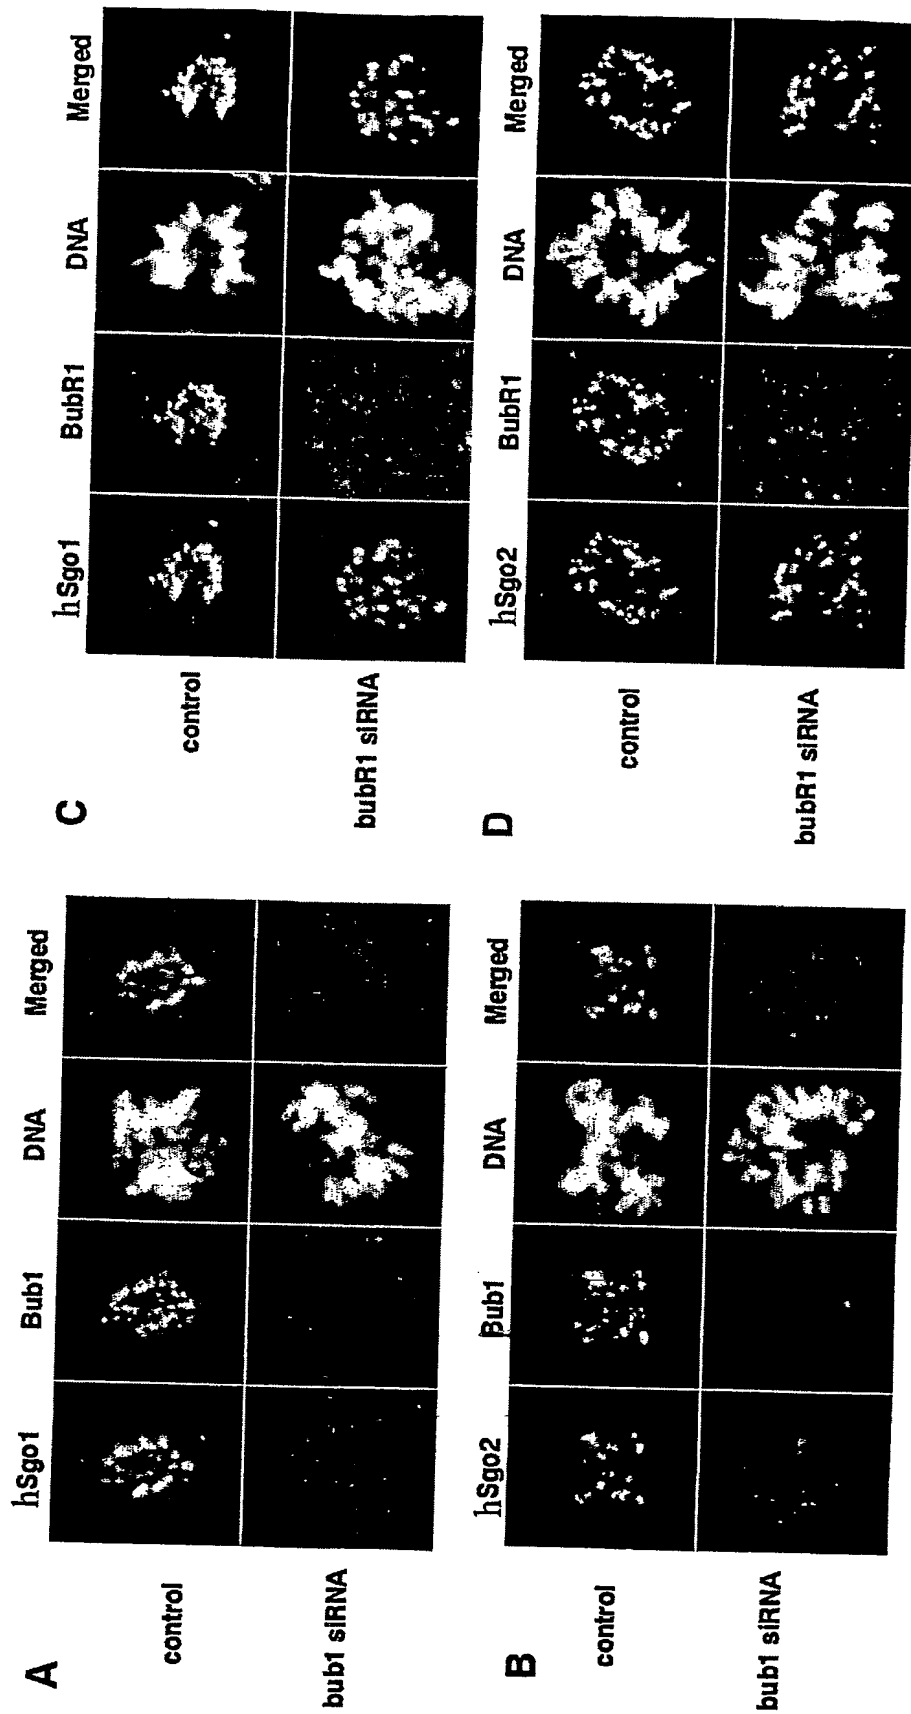 A
hSgo1 Bub1 DNA Merged
control
bub1 siRNA
B
hSgo2 Bub1 DNA Merged
control
bub1 siRNA
C
hSgo1 BubR1 DNA Merged
control
bubR1 siRNA
D
hSgo2 BubR1 DNA Merged
control
bubR1 siRNA